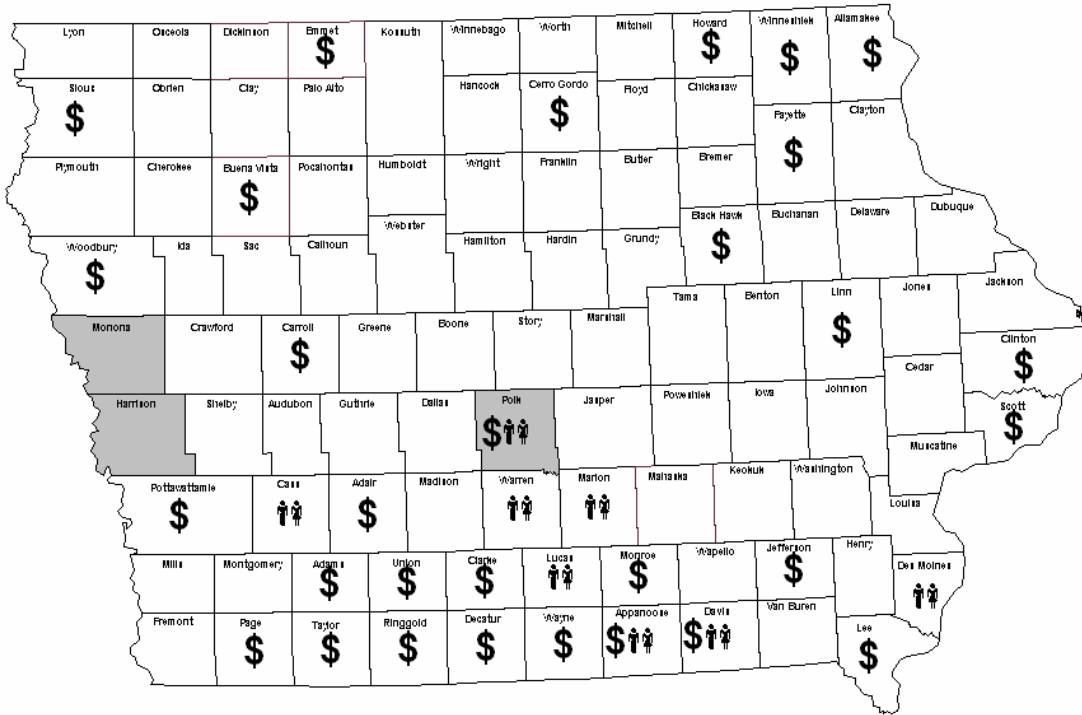 Lyon
Osceola
Dickinson
Emmet
$
Kossuth
Winnebago
Worth
Mitchell
Howard
$
Winneshiek
$
Allamakee
$
Sioux
$
Obrien
Clay
Palo Alto
Hancock
Cerro Gordo
$
Floyd
Chickasaw
Fayette
$
Clayton
Plymouth
Cherokee
Buena Vista
$
Pocahontas
Humboldt
Wright
Franklin
Butler
Bremer
Woodbury
$
Ida
Sac
Calhoun
Webster
Hamilton
Hardin
Grundy
Black Hawk
$
Buchanan
Delaware
Dubuque
Monona
Crawford
Carroll
$
Greene
Boone
Story
Marshall
Tama
Benton
Linn
$
Jones
Jackson
Clinton
$
Harrison
Shelby
Audubon
Guthrie
Dallas
Polk
$
Jasper
Poweshiek
Iowa
Johnson
Cedar
Scott
$
Muscatine
Pottawattamie
$
Cass
Adair
$
Madison
Warren
Marion
Mahaska
Keokuk
Washington
Louisa
Mills
Montgomery
Adams
$
Union
$
Clarke
$
Lucas
Monroe
$
Wapello
Jefferson
$
Henry
Des Moines
Fremont
Page
$
Taylor
$
Ringgold
$
Decatur
$
Wayne
$
Appanoose
$
Davis
$
Van Buren
Lee
$